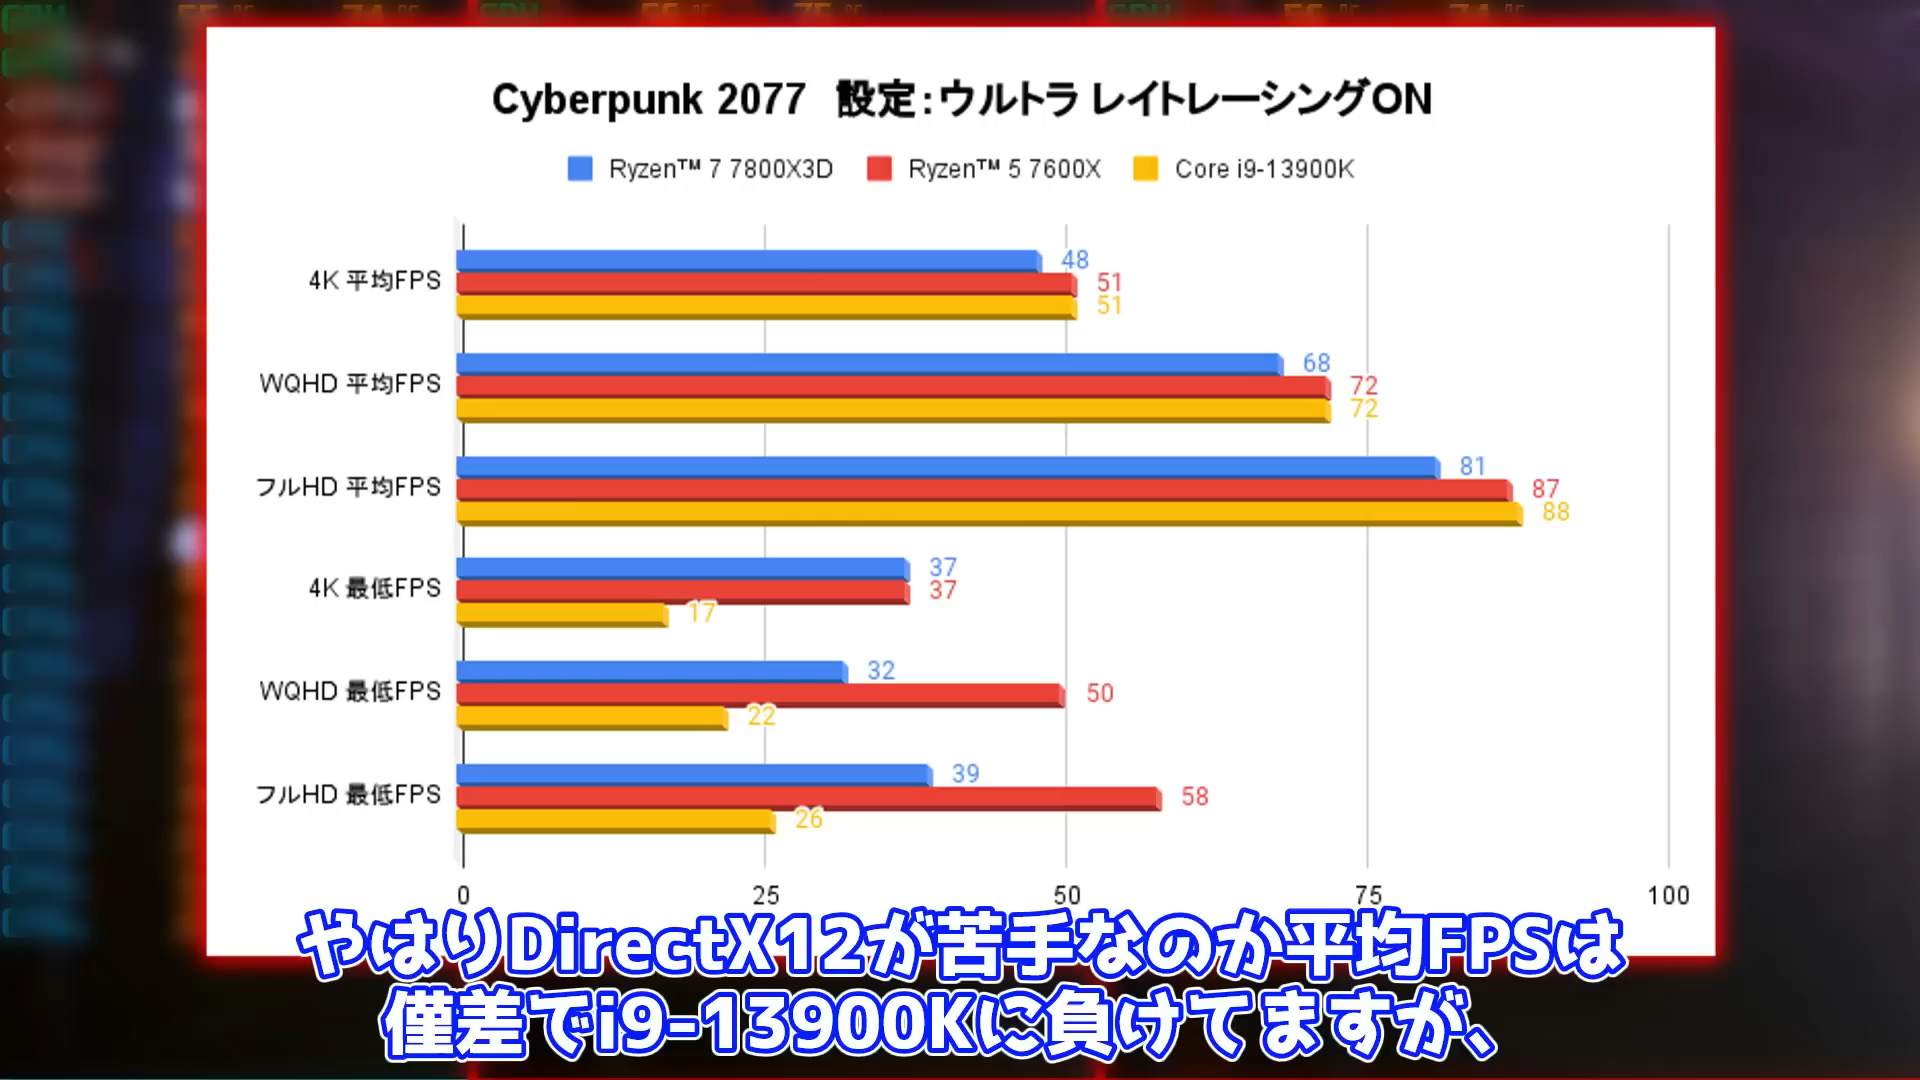 Cyberpunk 2077 設定：ウルトラ レイトレーシングON
Ryzen™ 7 7800X3D
Ryzen™ 5 7600X
Core i9-13900K
4K 平均FPS
48
51
51
WQHD 平均FPS
68
72
72
フルHD 平均FPS
81
87
88
4K 最低FPS
37
37
17
WQHD 最低FPS
32
50
22
フルHD 最低FPS
39
58
26
0 25 50 75 100
やはりDirectX12が苦手なのか平均FPSは
僅差でi9-13900Kに負けてますが、